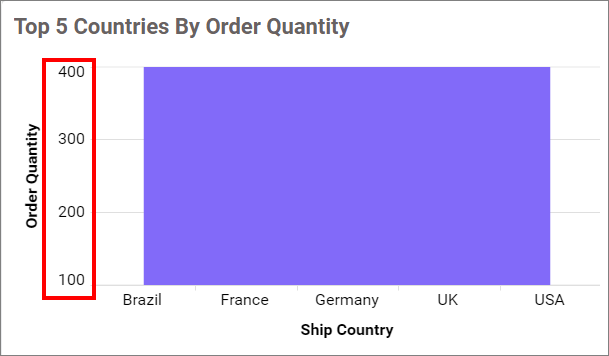 Top 5 Countries By Order Quantity
Order Quantity
400
300
200
100
Brazil France Germany UK USA
Ship Country